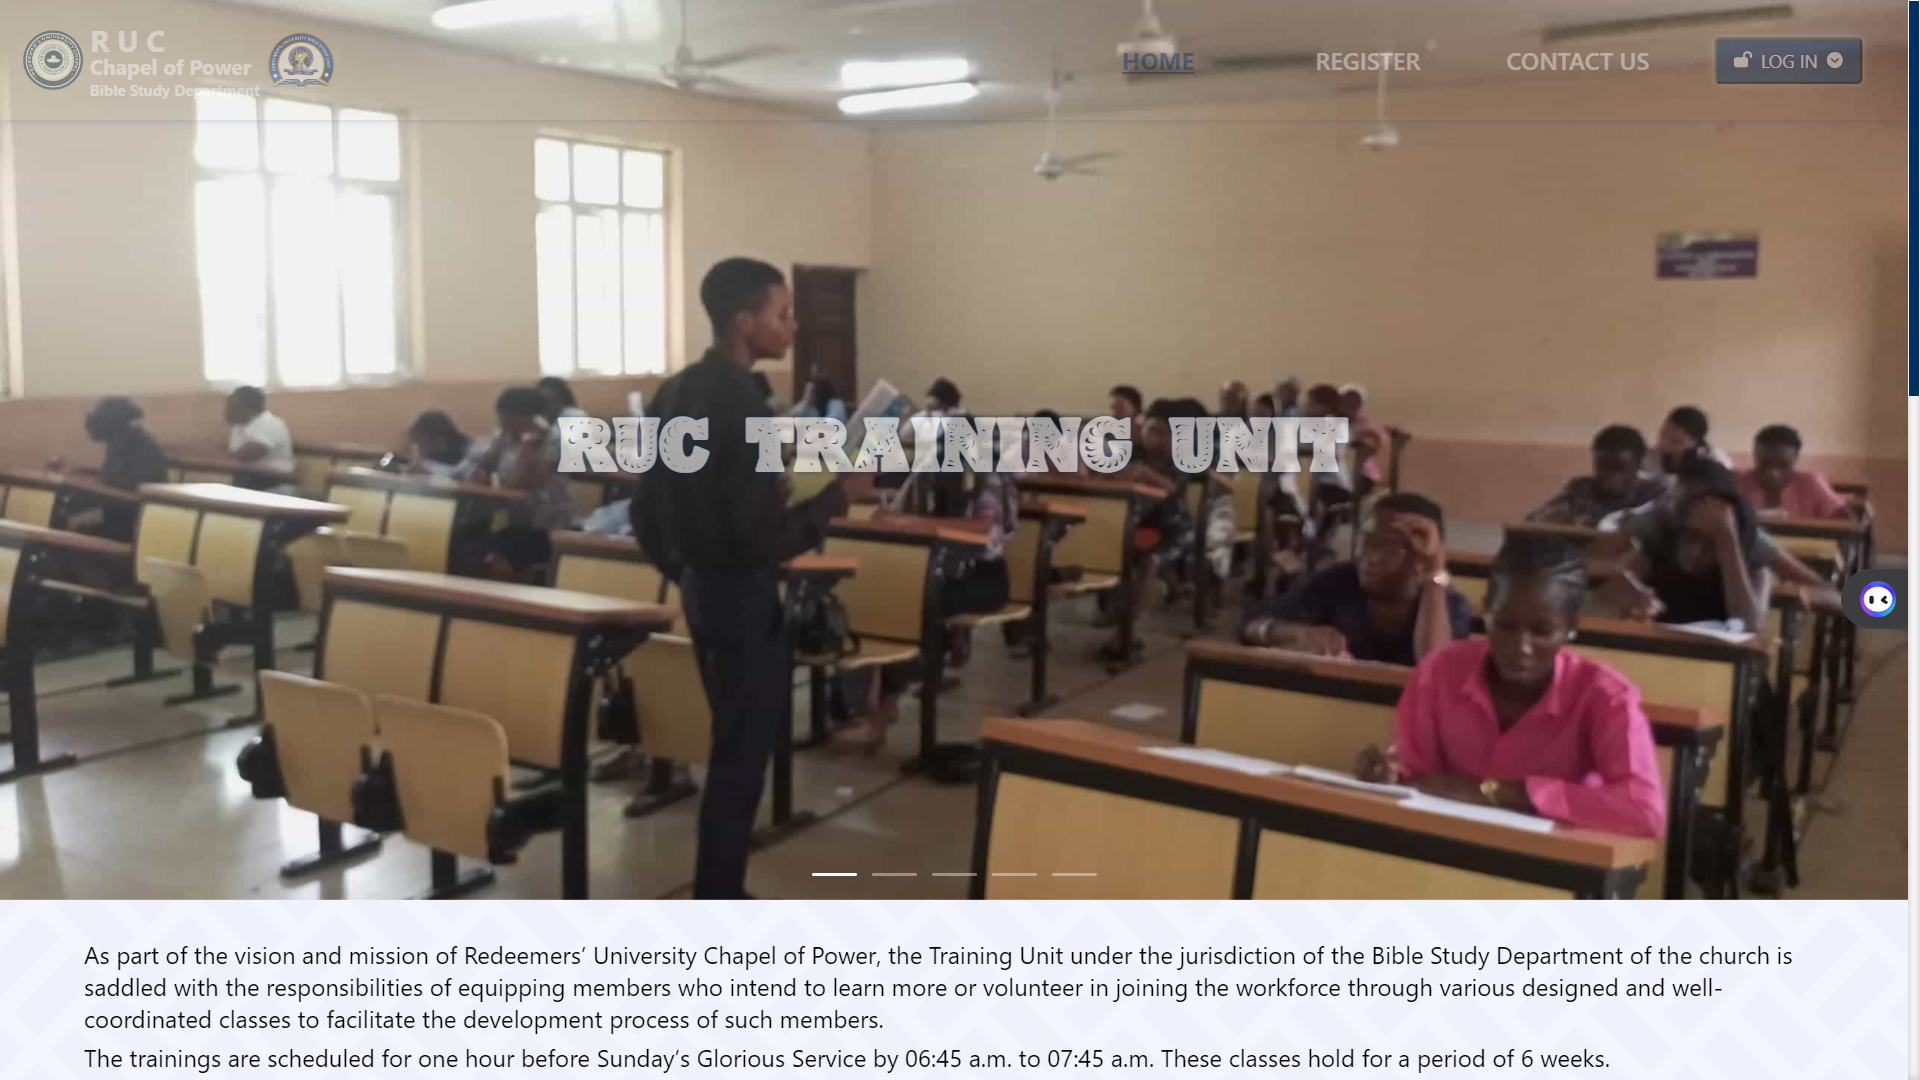 R U C
Chapel of Power
Bible Study Department
HOME
REGISTER
CONTACT US
LOG IN
RUC TRAINING UNIT
As part of the vision and mission of Redeemers’ University Chapel of Power, the Training Unit under the jurisdiction of the Bible Study Department of the church is
saddled with the responsibilities of equipping members who intend to learn more or volunteer in joining the workforce through various designed and well-
coordinated classes to facilitate the development process of such members.
The trainings are scheduled for one hour before Sunday’s Glorious Service by 06:45 a.m. to 07:45 a.m. These classes hold for a period of 6 weeks.